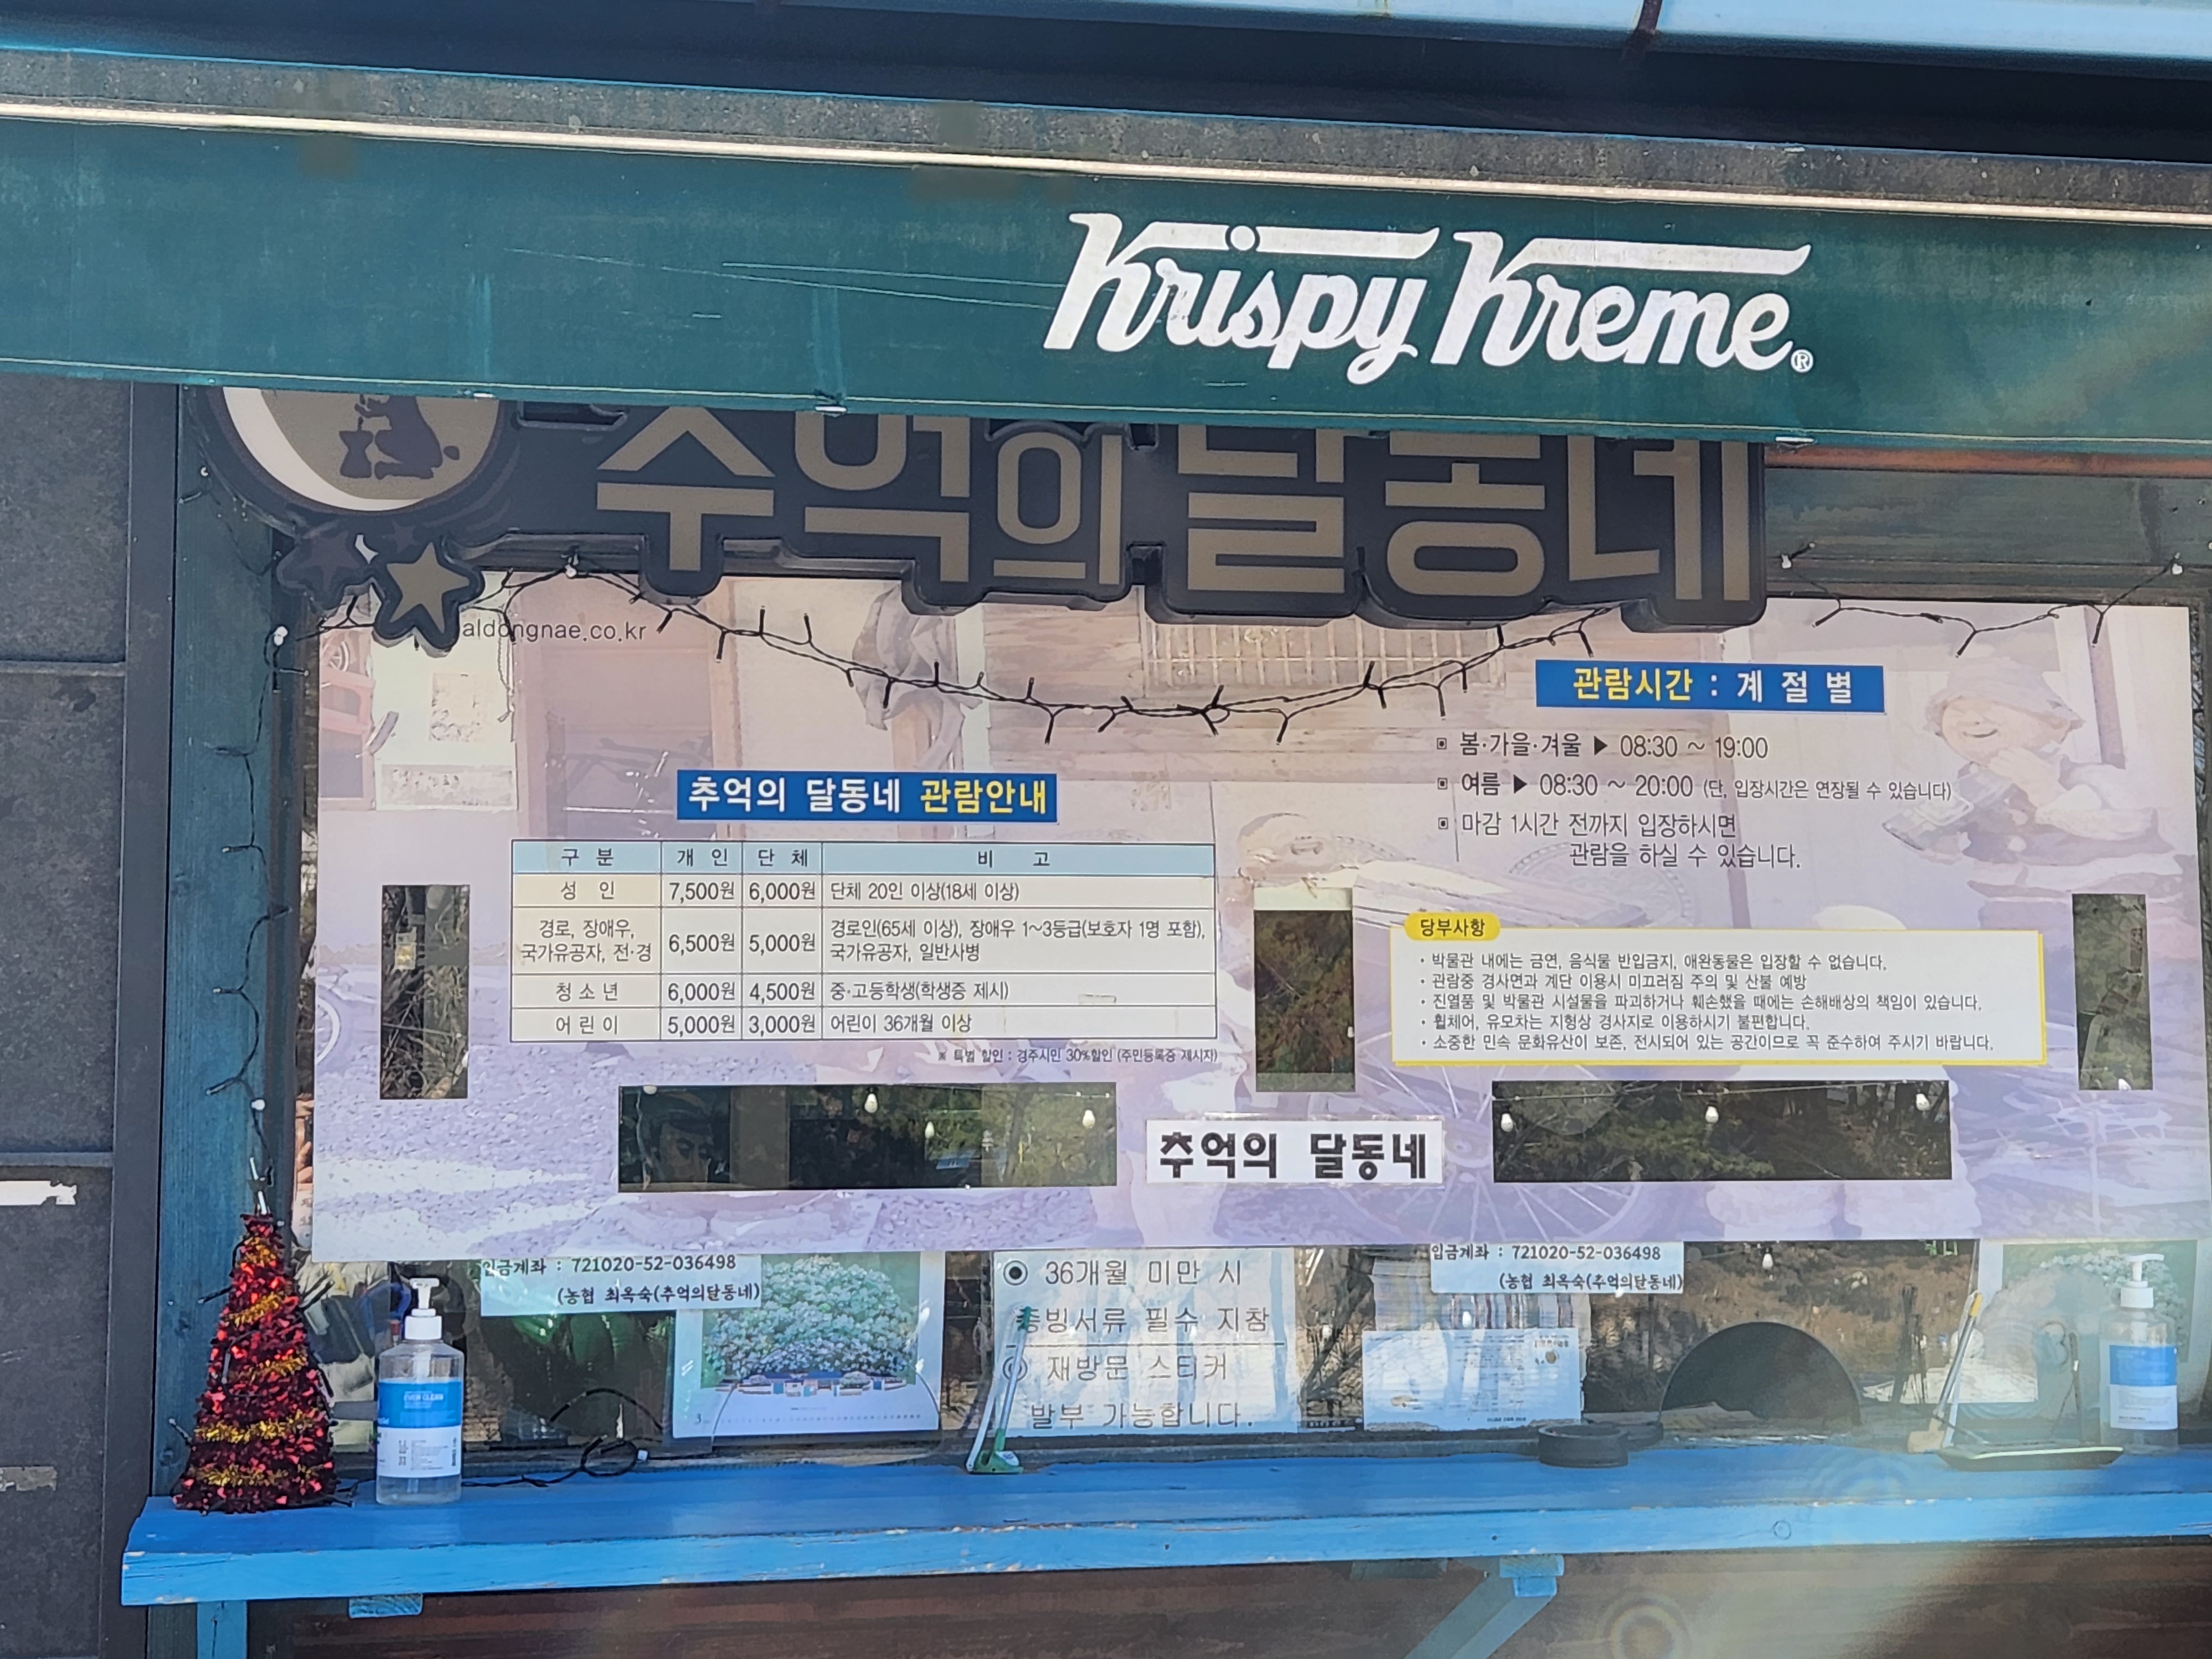 Krispy Kreme®
추억의 달동네
aldongnae.co.kr
관람시간 : 계 절 별
▣ 봄·가을·겨울 ▶ 08:30 ~ 19:00
▣ 여름 ▶ 08:30 ~ 20:00 (단, 입장시간은 연장될 수 있습니다)
▣ 마감 1시간 전까지 입장하시면
관람을 하실 수 있습니다.
추억의 달동네 관람안내
구 분 개 인 단 체 비 고
성 인 7,500원 6,000원 단체 20인 이상(18세 이상)
경로, 장애우,
국가유공자, 전·경 6,500원 5,000원 경로인(65세 이상), 장애우 1~3등급(보호자 1명 포함),
국가유공자, 일반사병
청 소 년 6,000원 4,500원 중·고등학생(학생증 제시)
어 린 이 5,000원 3,000원 어린이 36개월 이상
※ 특별 할인 : 경주시민 30%할인 (주민등록증 제시자)
당부사항
· 박물관 내에는 금연, 음식물 반입금지, 애완동물은 입장할 수 없습니다.
· 관람중 경사면과 계단 이용시 미끄러짐 주의 및 산불 예방
· 진열품 및 박물관 시설물을 파괴하거나 훼손했을 때에는 손해배상의 책임이 있습니다.
· 휠체어, 유모차는 지형상 경사지로 이용하시기 불편합니다.
· 소중한 민속 문화유산이 보존, 전시되어 있는 공간이므로 꼭 준수하여 주시기 바랍니다.
추억의 달동네
입금계좌 : 721020-52-036498
(농협 최옥숙(추억의달동네)
◉ 36개월 미만 시
증빙서류 필수 지참
◎ 재방문 스티커
발부 가능합니다.
입금계좌 : 721020-52-036498
(농협 최옥숙(추억의달동네)
EVER CLEAN
3